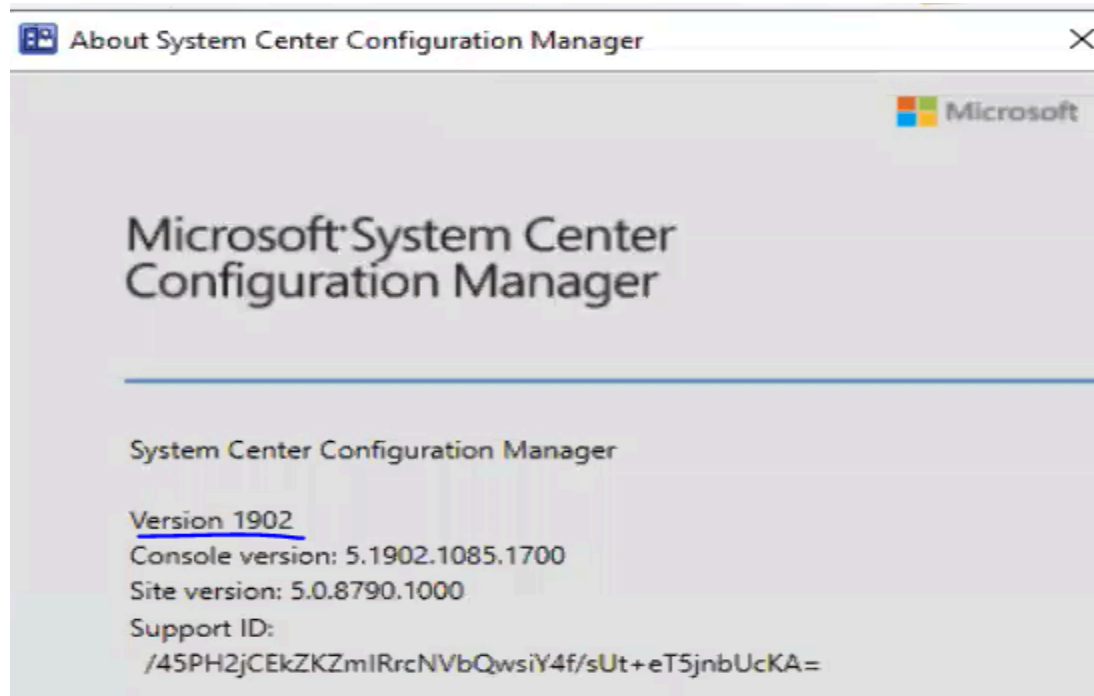 About System Center Configuration Manager
Microsoft
Microsoft System Center
Configuration Manager
System Center Configuration Manager
Version 1902
Console version: 5.1902.1085.1700
Site version: 5.0.8790.1000
Support ID:
/45PH2jCEkZKZmIRrcNVbQwsiY4f/sUt+eT5jnbUcKA=